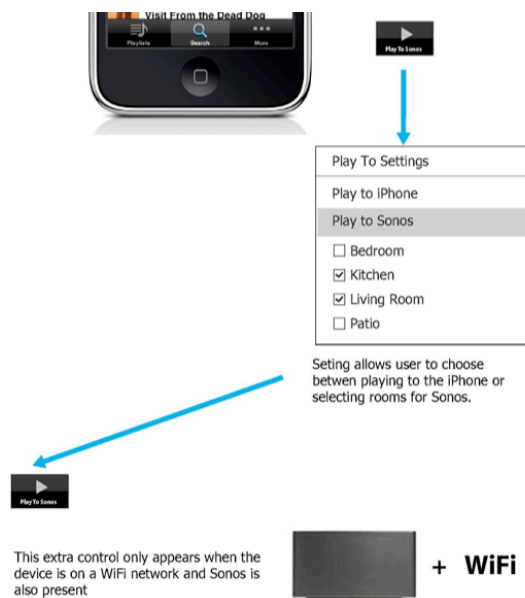 Visit From the Dead Dog
Playlists Search More
Play To Sonos
Play To Settings
Play to iPhone
Play to Sonos
Bedroom
Kitchen
Living Room
Patio
Seting allows user to choose
betwen playing to the iPhone or
selecting rooms for Sonos.
Play To Sonos
This extra control only appears when the
device is on a WiFi network and Sonos is
also present
+ WiFi